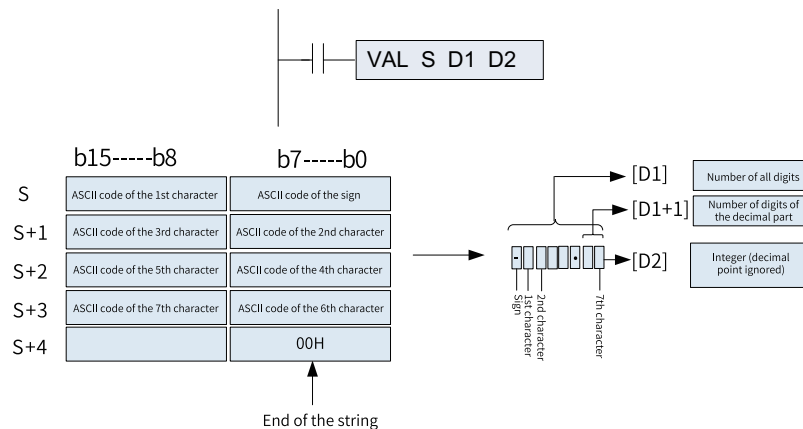 VAL S D1 D2
b15-----b8
b7-----b0
S
ASCII code of the 1st character
ASCII code of the sign
S+1
ASCII code of the 3rd character
ASCII code of the 2nd character
S+2
ASCII code of the 5th character
ASCII code of the 4th character
S+3
ASCII code of the 7th character
ASCII code of the 6th character
S+4
00H
End of the string
[D1]
Number of all digits
[D1+1]
Number of digits of
the decimal part
[D2]
Integer (decimal
point ignored)
-
.
Sign
1st character
2nd character
7th character